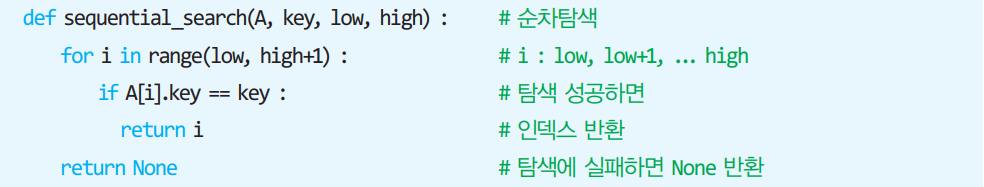 def sequential_search(A, key, low, high) : # 순차탐색
    for i in range(low, high+1) : # i : low, low+1, ... high
        if A[i].key == key : # 탐색 성공하면
            return i # 인덱스 반환
    return None # 탐색에 실패하면 None 반환